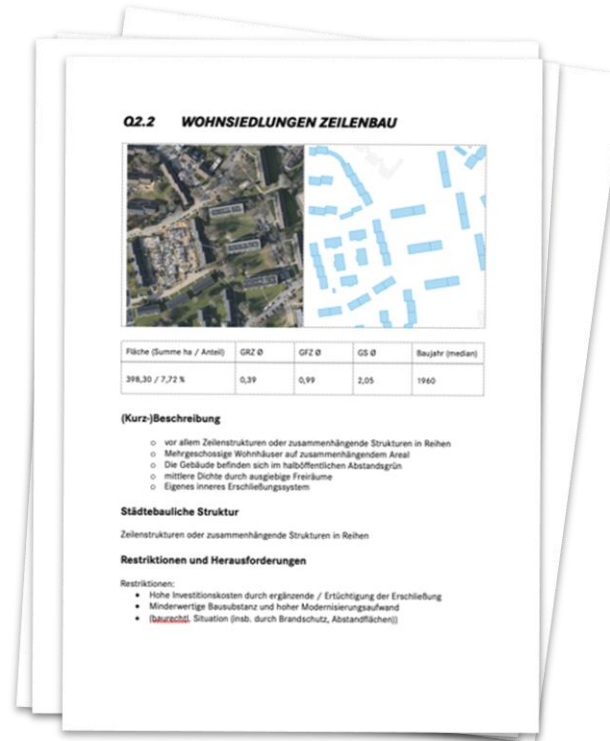 Q2.2 WOHNSIEDLUNGEN ZEILENBAU
Fläche (Summe ha / Anteil) GRZ Ø GFZ Ø GS Ø Baujahr (median)
398,30 / 7,72 % 0,39 0,99 2,05 1960
(Kurz-)Beschreibung
o vor allem Zeilenstrukturen oder zusammenhängende Strukturen in Reihen
o Mehrgeschossige Wohnhäuser auf zusammenhängendem Areal
o Die Gebäude befinden sich im halböffentlichen Abstandsgrün
o mittlere Dichte durch ausgiebige Freiräume
o Eigenes inneres Erschließungssystem
Städtebauliche Struktur
Zeilenstrukturen oder zusammenhängende Strukturen in Reihen
Restriktionen und Herausforderungen
Restriktionen:
• Hohe Investitionskosten durch ergänzende / Ertüchtigung der Erschließung
• Minderwertige Bausubstanz und hoher Modernisierungsaufwand
• (baurechtl. Situation (insb. durch Brandschutz, Abstandflächen))